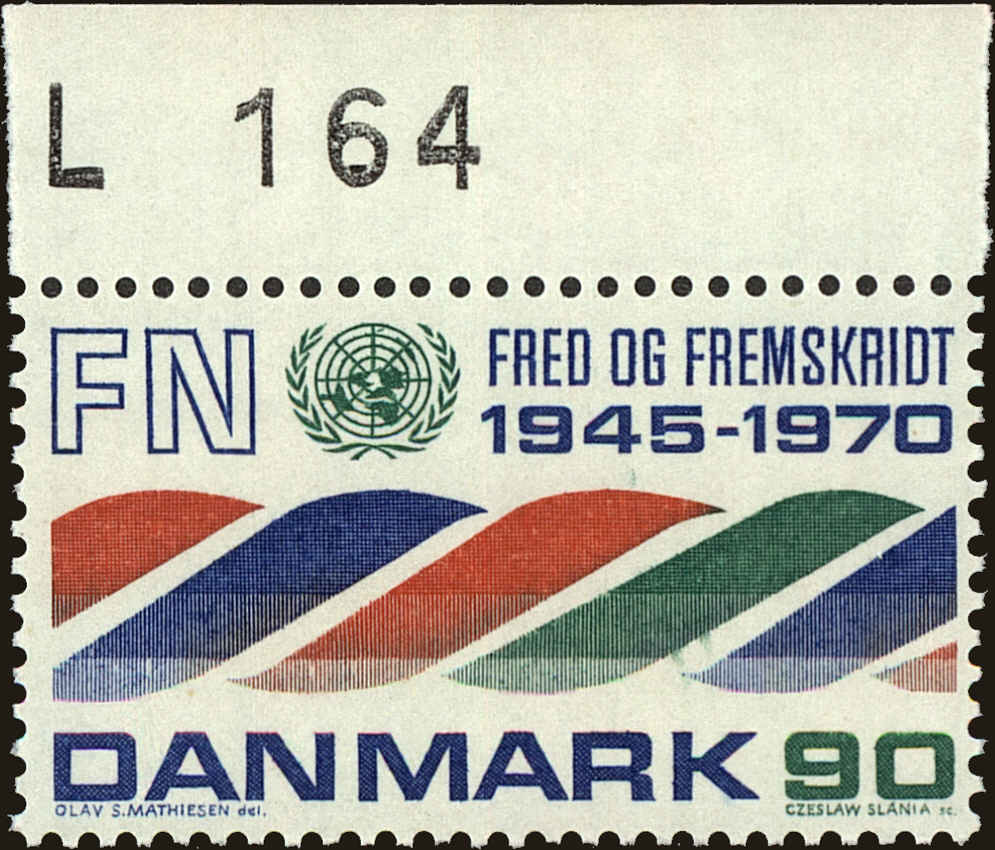 L 164
FN FRED OG FREMSKRIDT
1945-1970
DANMARK 90
OLAV S.MATHIESEN del. CZESLAW SLANIA sc.